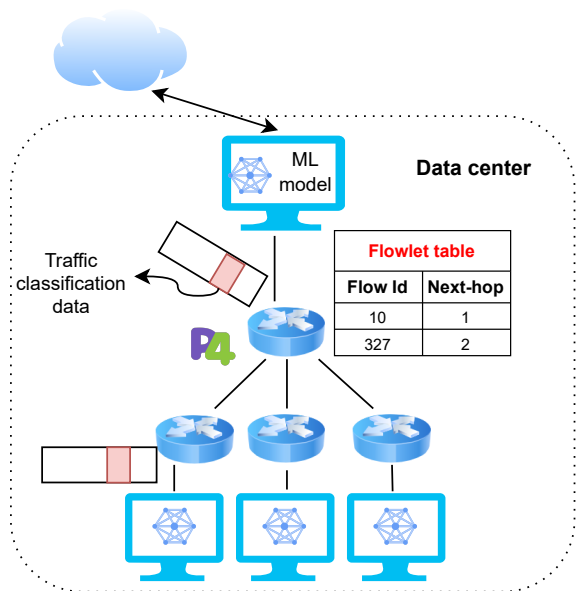 ML
model
Data center
Traffic
classification
data
Flowlet table
Flow Id Next-hop
10 1
327 2
P4